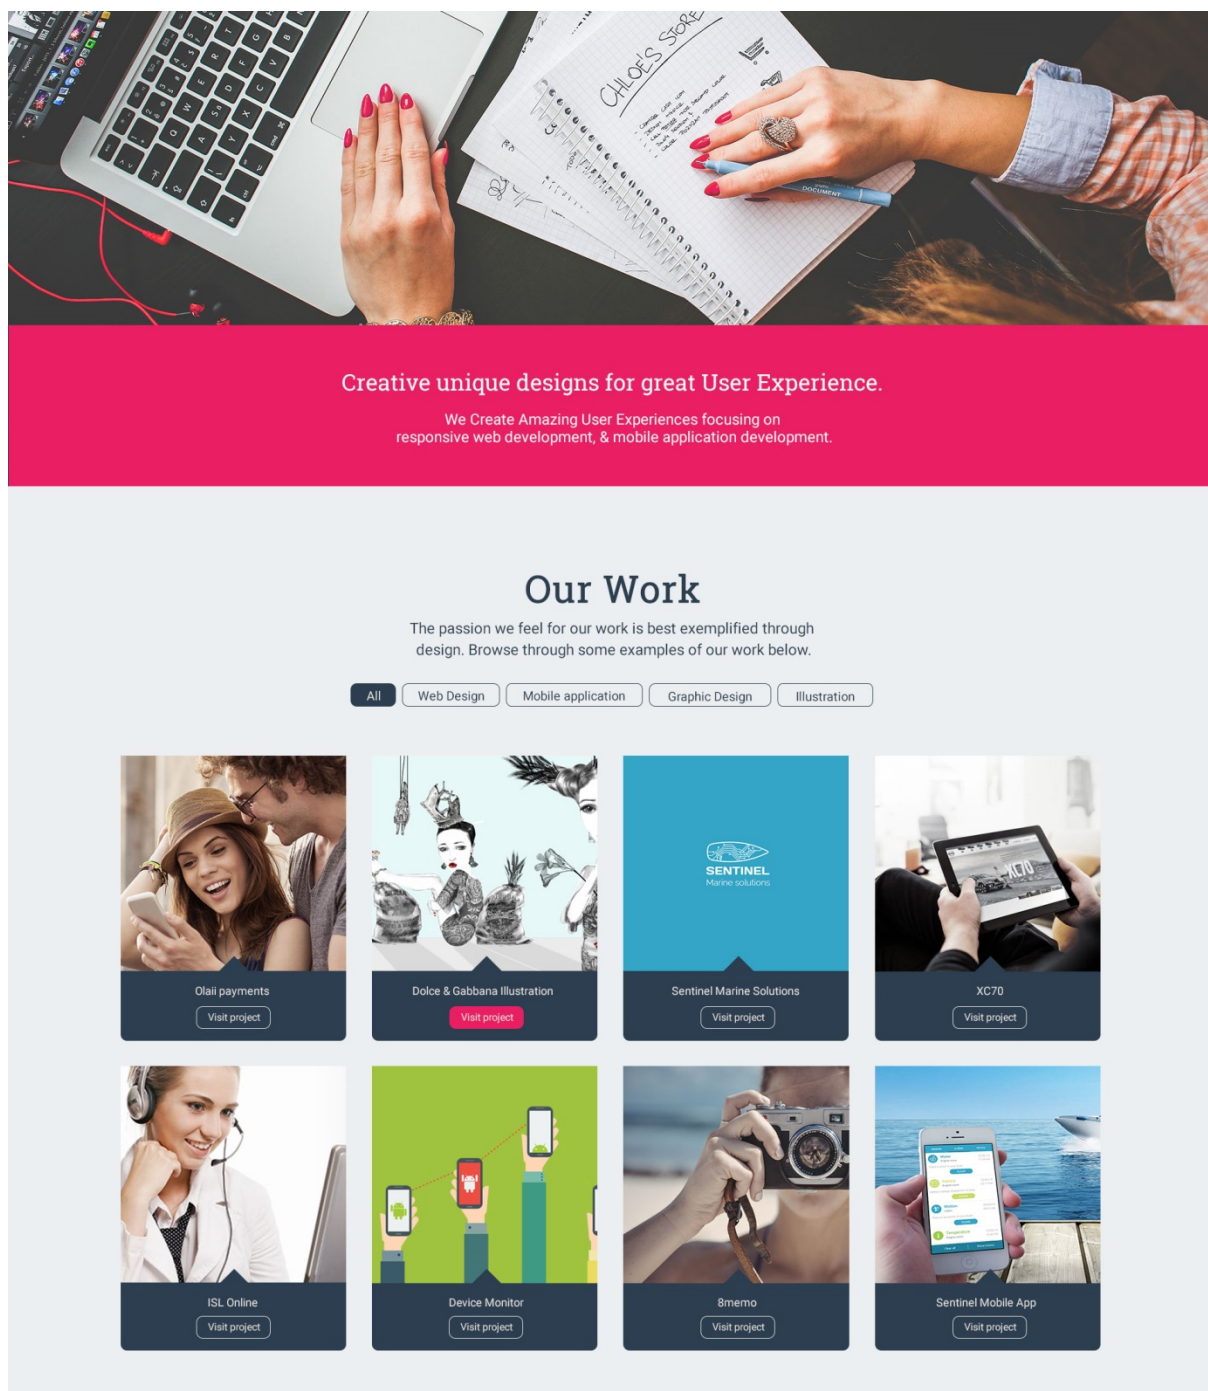 CHLOE'S STORE
DOCUMENT
Creative unique designs for great User Experience.
We Create Amazing User Experiences focusing on
responsive web development, & mobile application development.
Our Work
The passion we feel for our work is best exemplified through
design. Browse through some examples of our work below.
All
Web Design
Mobile application
Graphic Design
Illustration
SENTINEL
Marine solutions
XC70
Olaii payments
Dolce & Gabbana Illustration
Sentinel Marine Solutions
XC70
Visit project
Visit project
Visit project
Visit project
ISL Online
Device Monitor
8memo
Sentinel Mobile App
Visit project
Visit project
Visit project
Visit project